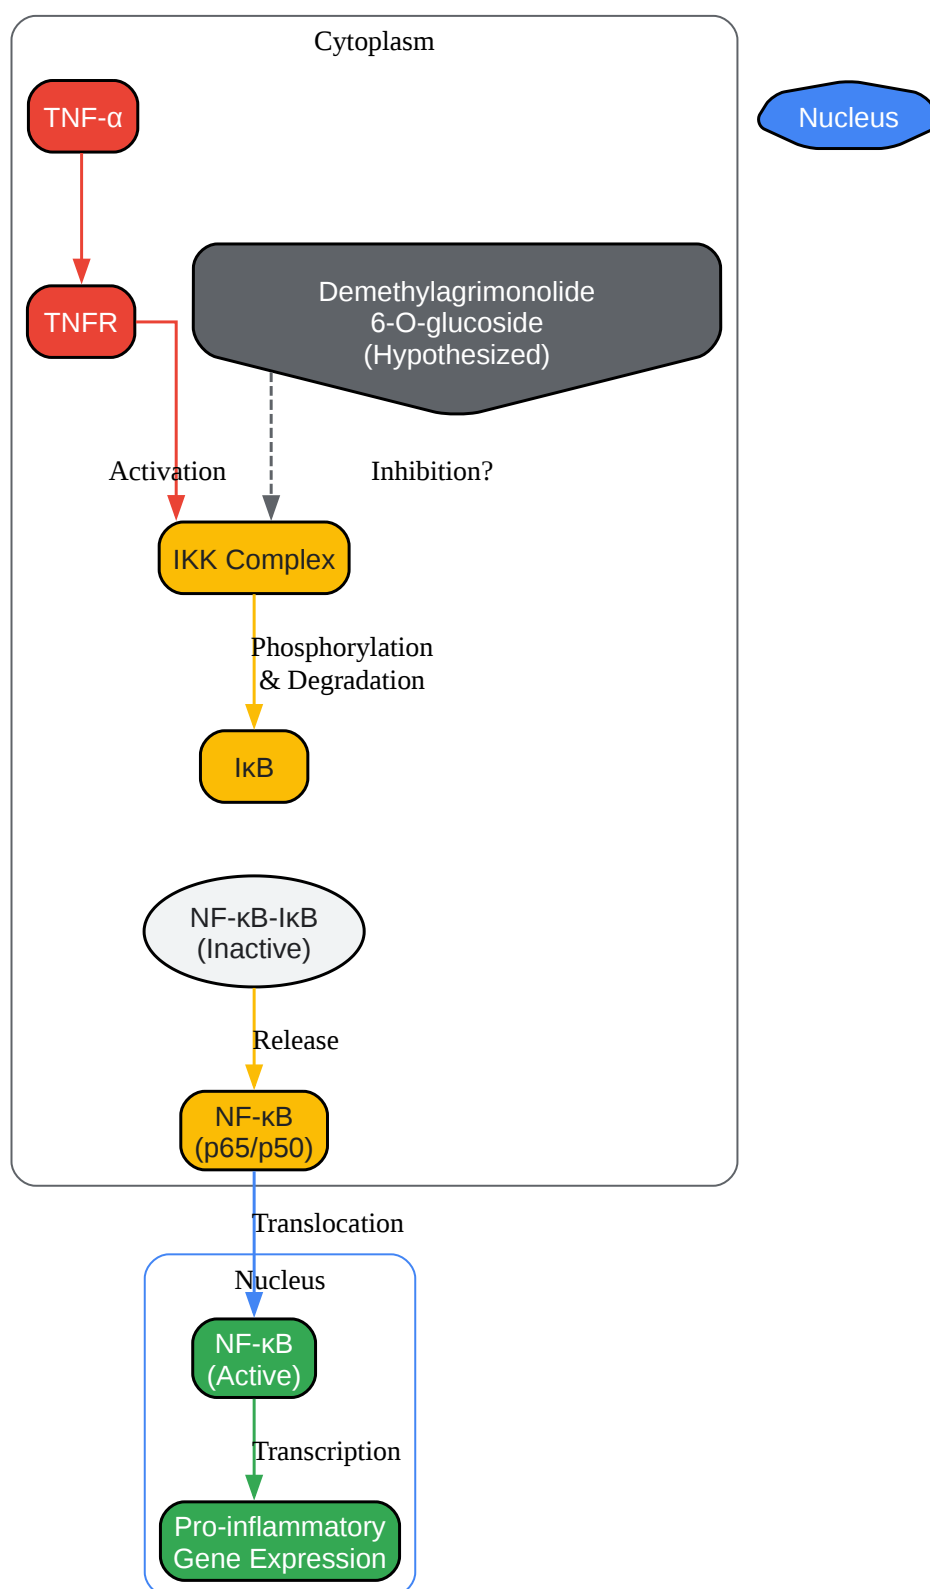 Cytoplasm
TNF-α
Nucleus
TNFR
Demethylagrimonolide
6-O-glucoside
(Hypothesized)
Activation
Inhibition?
IKK Complex
Phosphorylation
& Degradation
IκB
NF-κB-IκB
(Inactive)
Release
NF-κB
(p65/p50)
Translocation
Nucleus
NF-κB
(Active)
Transcription
Pro-inflammatory
Gene Expression